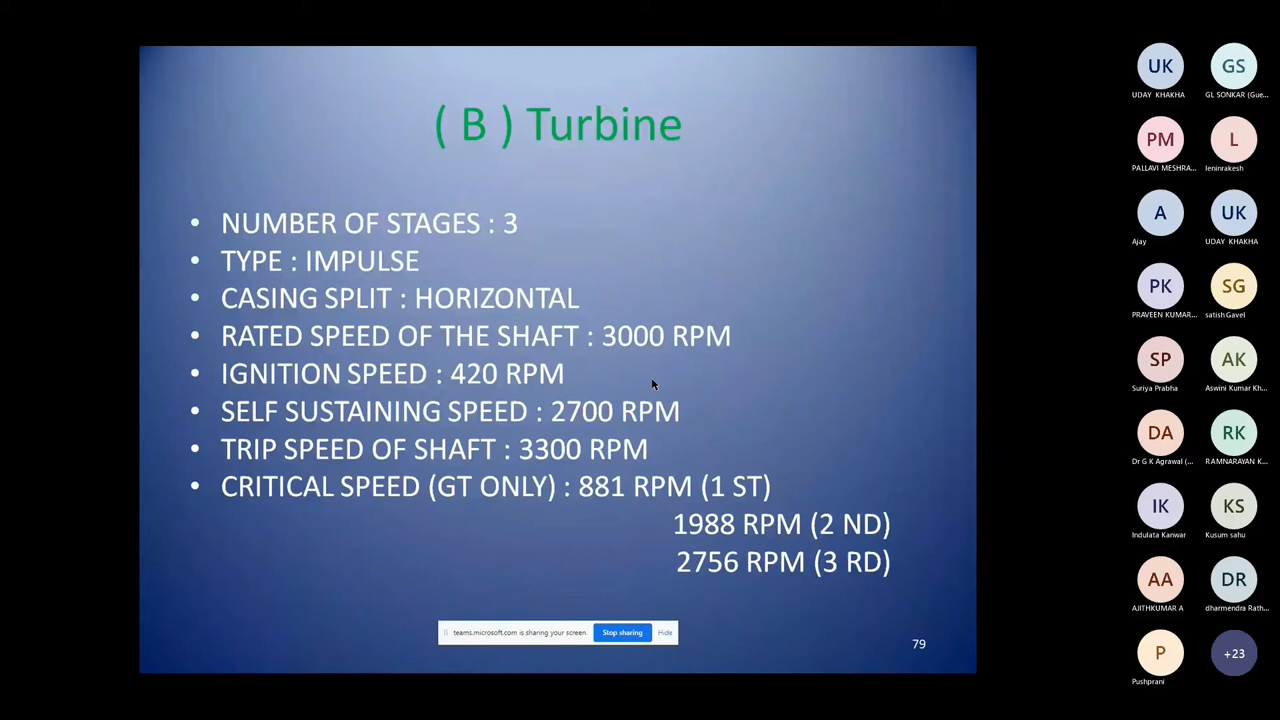 ( B ) Turbine
• NUMBER OF STAGES : 3
• TYPE : IMPULSE
• CASING SPLIT : HORIZONTAL
• RATED SPEED OF THE SHAFT : 3000 RPM
• IGNITION SPEED : 420 RPM
• SELF SUSTAINING SPEED : 2700 RPM
• TRIP SPEED OF SHAFT : 3300 RPM
• CRITICAL SPEED (GT ONLY) : 881 RPM (1 ST)
1988 RPM (2 ND)
2756 RPM (3 RD)
teams.microsoft.com is sharing your screen. Stop sharing Hide
79
UK GS
UDAY KHAKHA GL SONKAR (Gue...
PM L
PALLAVI MESHRA... leninrakesh
A UK
Ajay UDAY KHAKHA
PK SG
PRAVEEN KUMAR... satish Gavel
SP AK
Suriya Prabha Aswini Kumar Kh...
DA RK
Dr G K Agrawal (... RAMNARAYAN K...
IK KS
Indulata Kanwar Kusum sahu
AA DR
AJITHKUMAR A dharmendra Rath...
P +23
Pushprani